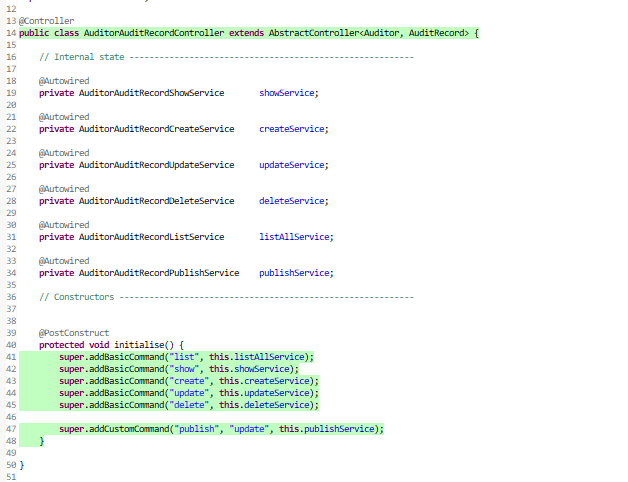 12
13 @Controller
14 public class AuditorAuditRecordController extends AbstractController<Auditor, AuditRecord> {
15
16     // Internal state ---------------------------------------------------------
17
18     @Autowired
19     private AuditorAuditRecordShowService       showService;
20
21     @Autowired
22     private AuditorAuditRecordCreateService     createService;
23
24     @Autowired
25     private AuditorAuditRecordUpdateService     updateService;
26
27     @Autowired
28     private AuditorAuditRecordDeleteService     deleteService;
29
30     @Autowired
31     private AuditorAuditRecordListService       listAllService;
32
33     @Autowired
34     private AuditorAuditRecordPublishService    publishService;
35
36     // Constructors -----------------------------------------------------------
37
38
39     @PostConstruct
40     protected void initialise() {
41         super.addBasicCommand("list", this.listAllService);
42         super.addBasicCommand("show", this.showService);
43         super.addBasicCommand("create", this.createService);
44         super.addBasicCommand("update", this.updateService);
45         super.addBasicCommand("delete", this.deleteService);
46
47         super.addCustomCommand("publish", "update", this.publishService);
48     }
49
50 }
51